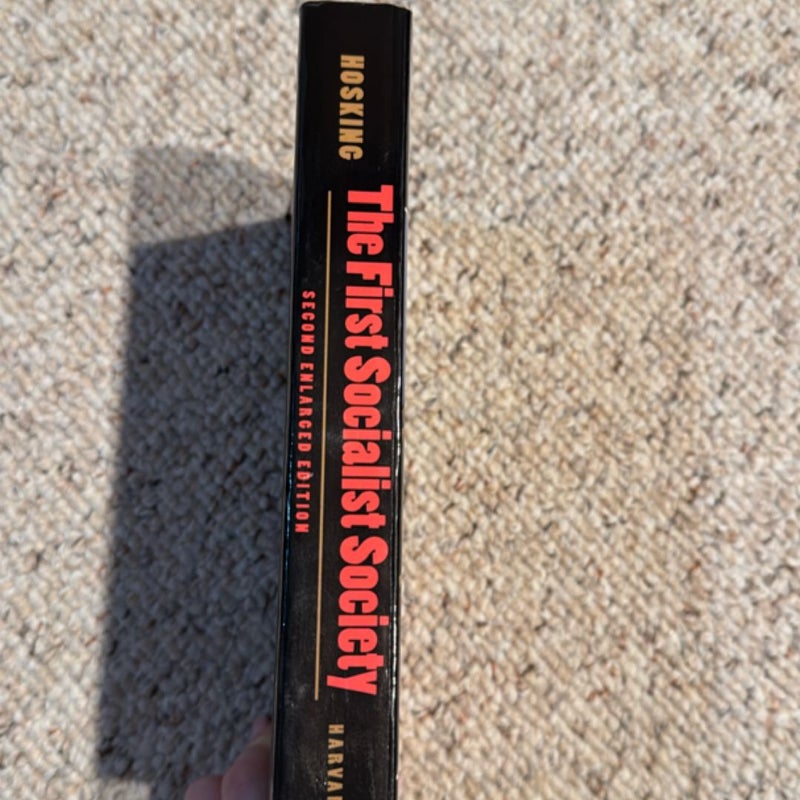 HOSKING
The First Socialist Society
SECOND ENLARGED EDITION